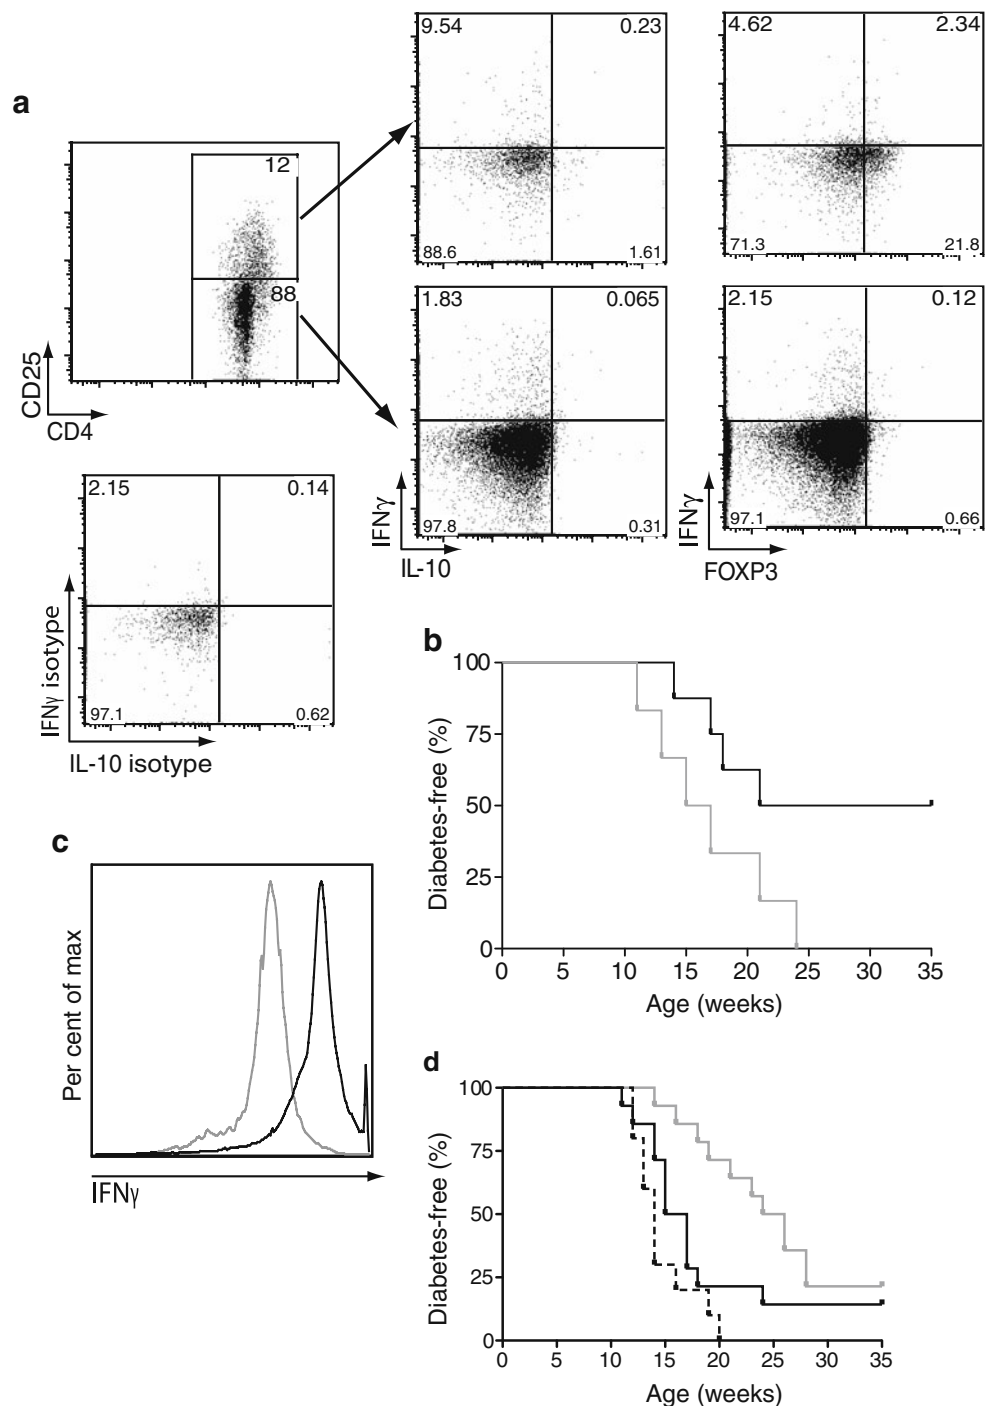 a
12
88
CD25
CD4
9.54 0.23
88.6 1.61
4.62 2.34
71.3 21.8
1.83 0.065
97.8 0.31
IFNγ
IL-10
2.15 0.12
97.1 0.66
IFNγ
FOXP3
2.15 0.14
97.1 0.62
IFNγ isotype
IL-10 isotype
b
100
75
50
25
0
0 5 10 15 20 25 30 35
Diabetes-free (%)
Age (weeks)
c
Per cent of max
IFNγ
d
100
75
50
25
0
0 5 10 15 20 25 30 35
Diabetes-free (%)
Age (weeks)